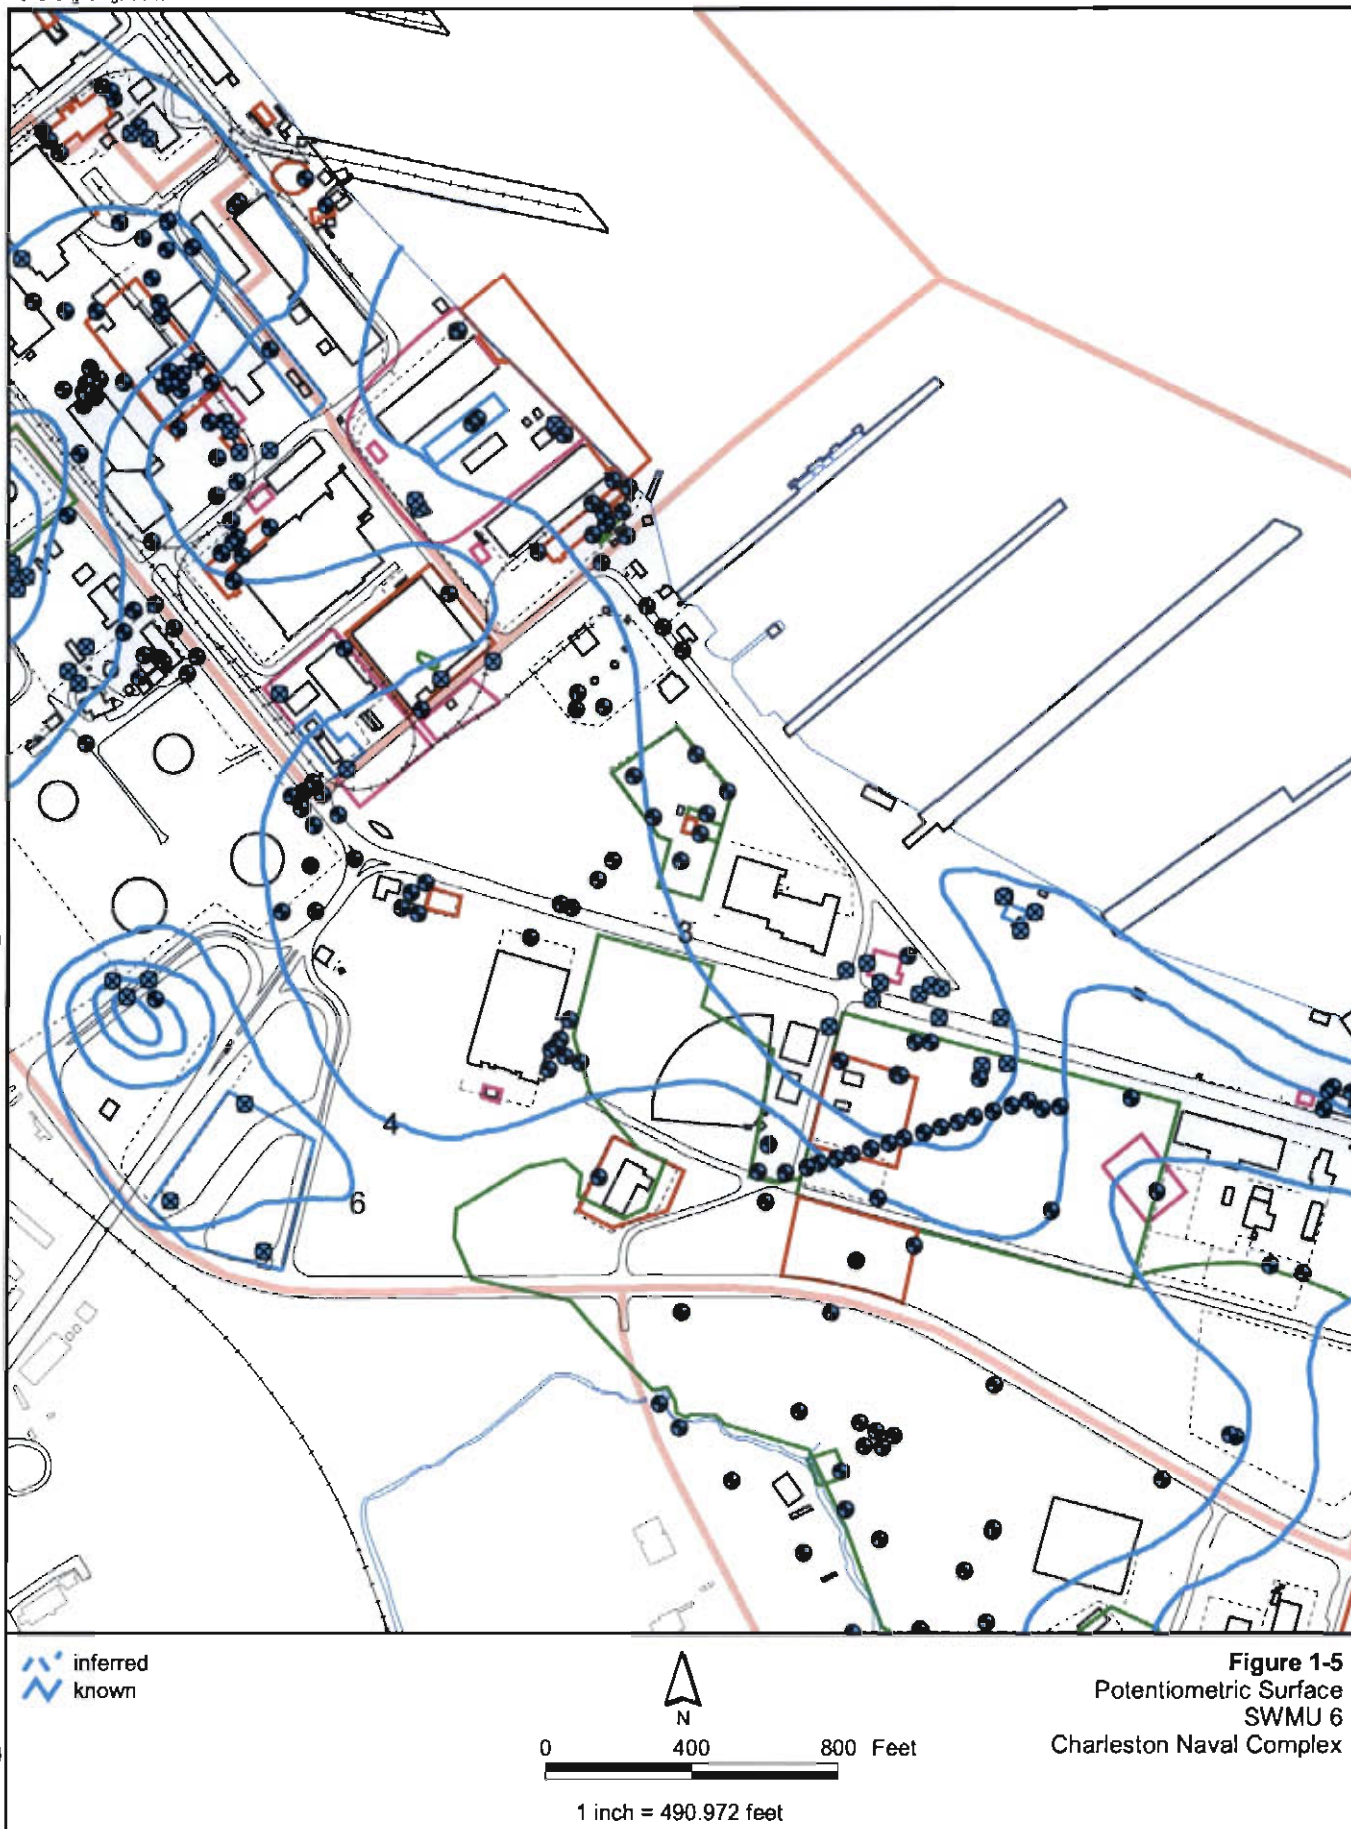 3
4
6
inferred
known
N
0 400 800 Feet
1 inch = 490.972 feet
Figure 1-5
Potentiometric Surface
SWMU 6
Charleston Naval Complex